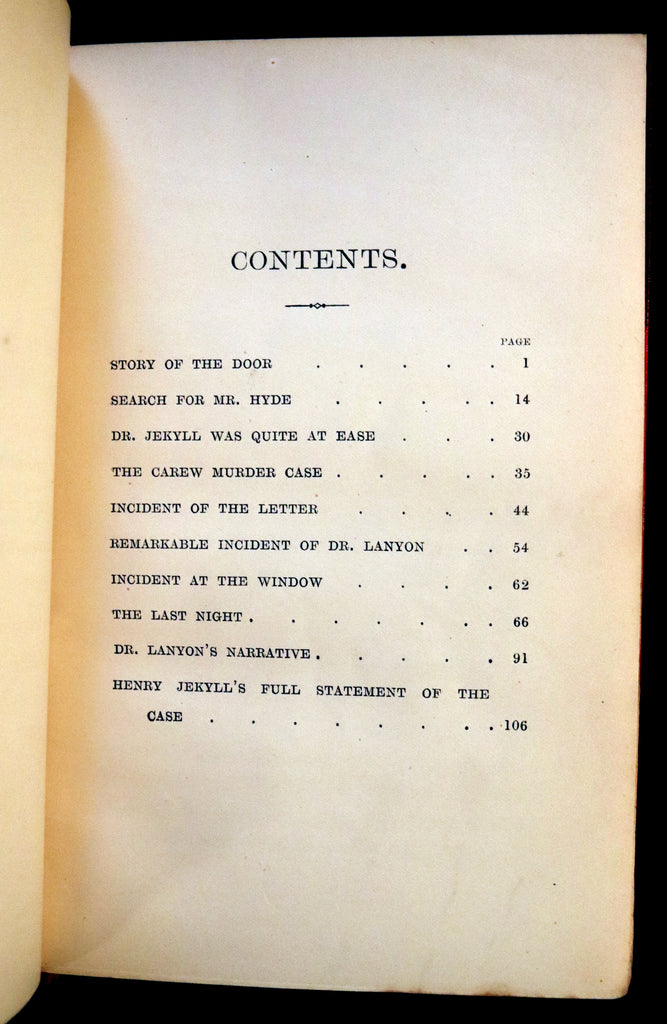 CONTENTS.
PAGE
STORY OF THE DOOR . . . . . 1
SEARCH FOR MR. HYDE . . . . . 14
DR. JEKYLL WAS QUITE AT EASE . . . 30
THE CAREW MURDER CASE . . . . . 35
INCIDENT OF THE LETTER . . . . 44
REMARKABLE INCIDENT OF DR. LANYON . . 54
INCIDENT AT THE WINDOW . . . . 62
THE LAST NIGHT . . . . . . . 66
DR. LANYON'S NARRATIVE . . . . . 91
HENRY JEKYLL'S FULL STATEMENT OF THE
CASE . . . . . . . . 106